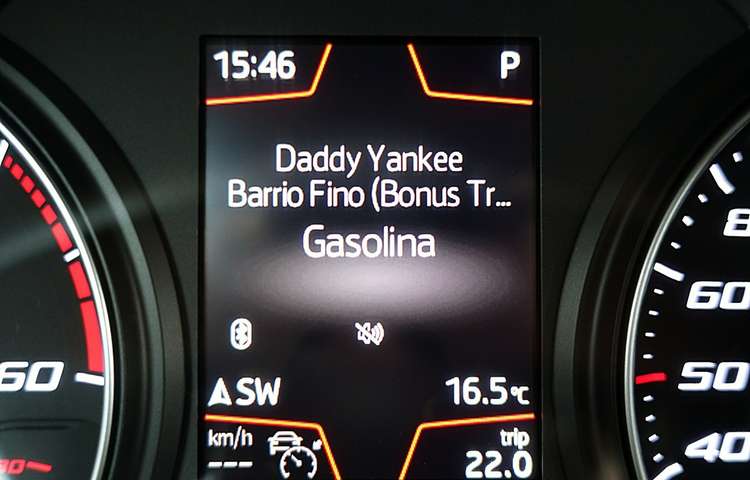 15:46 P
Daddy Yankee
Barrio Fino (Bonus Tr...
Gasolina
SW 16.5°C
km/h trip
--- 22.0
60
80
60
50
40